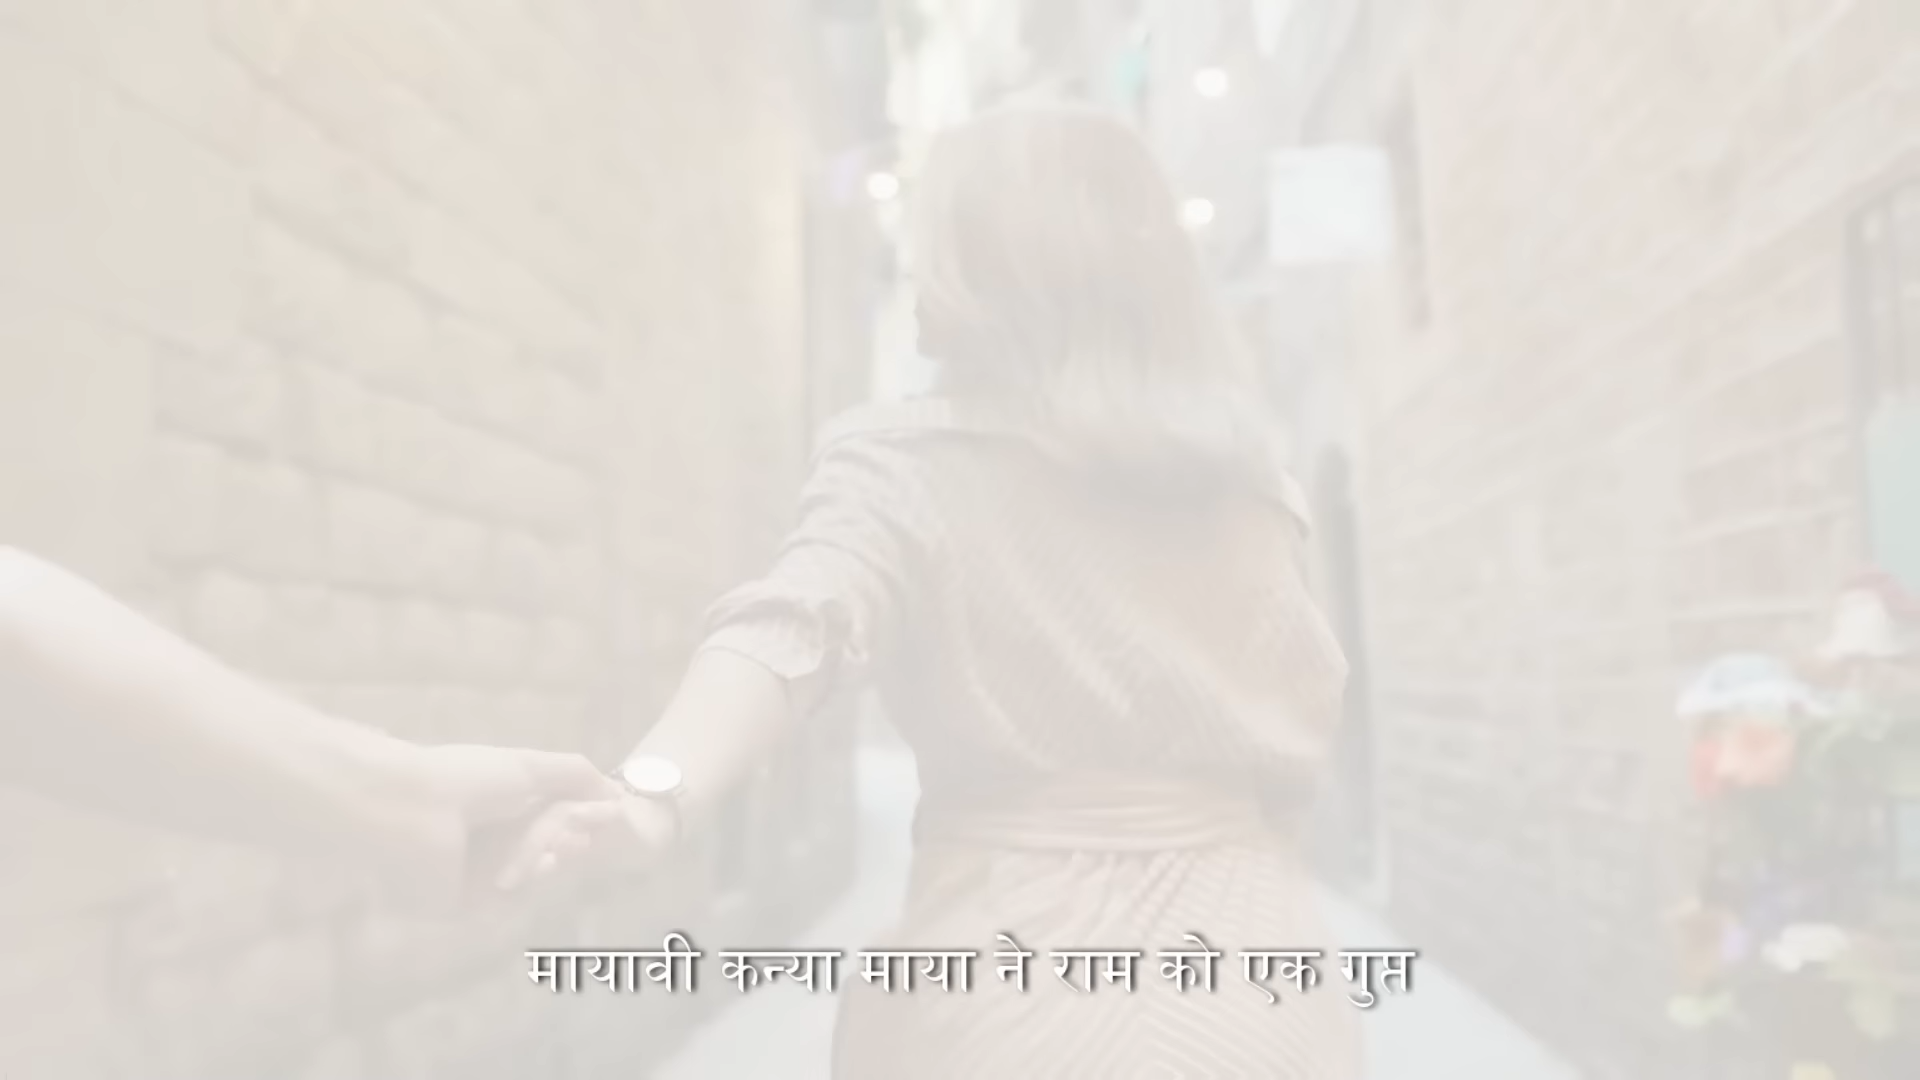 मायावी कन्या माया ने राम को एक गुप्त